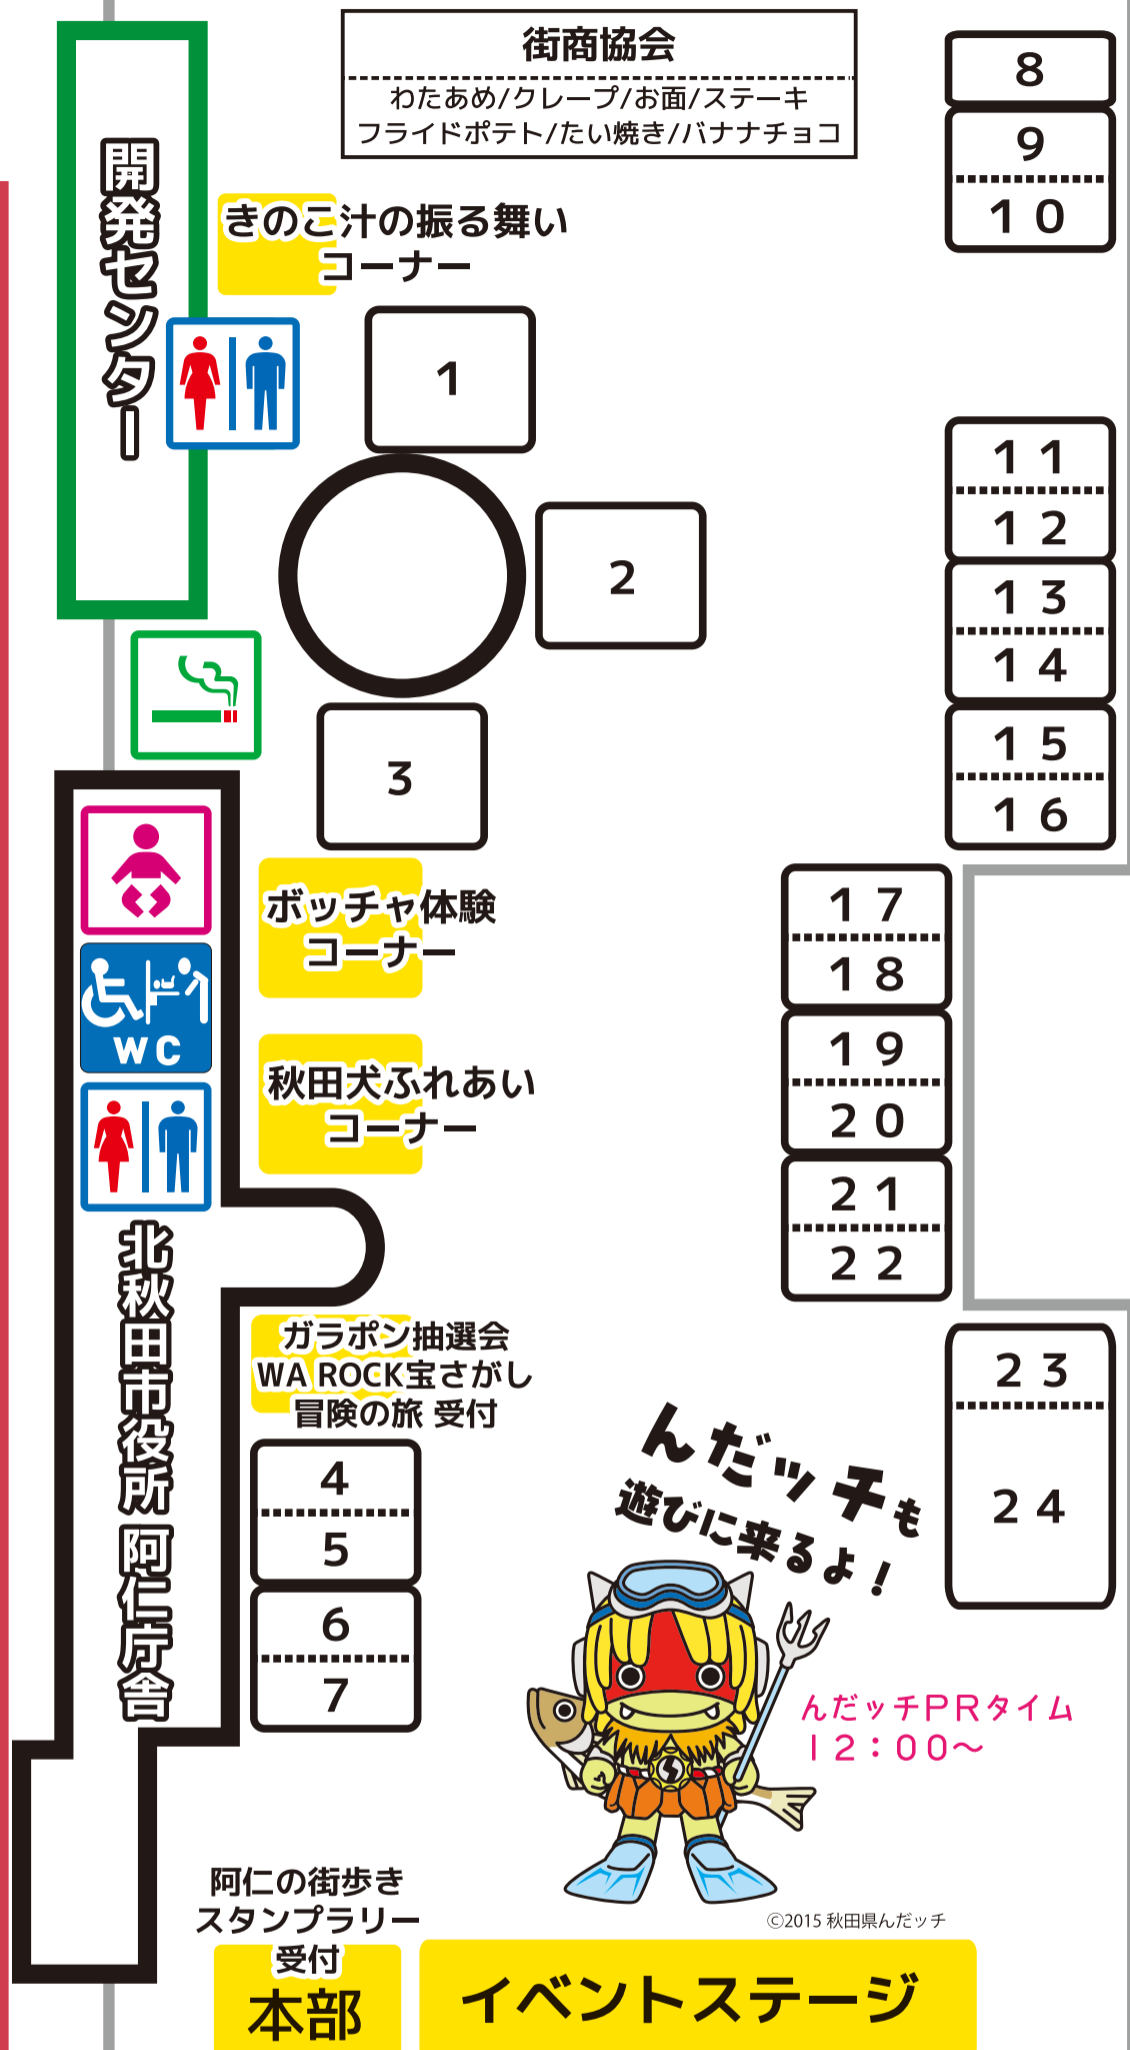 街商協会
わたあめ/クレープ/お面/ステーキ
フライドポテト/たい焼き/バナナチョコ
8
9
10
開発センター
きのこ汁の振る舞い
コーナー
1
2
3
11
12
13
14
15
16
ボッチャ体験
コーナー
17
18
19
20
21
22
WC
秋田犬ふれあい
コーナー
北秋田市役所 阿仁庁舎
ガラポン抽選会
WA ROCK宝さがし
冒険の旅 受付
4
5
6
7
23
24
んだッチも
遊びに来るよ！
んだッチPRタイム
12：00～
©2015 秋田県んだッチ
阿仁の街歩き
スタンプラリー
受付
本部
イベントステージ